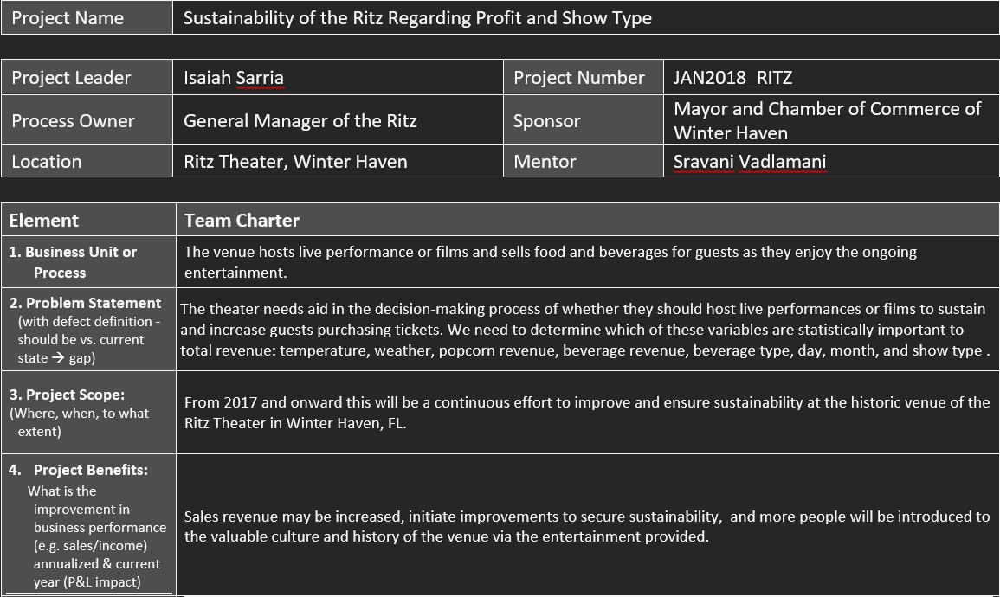 Project Name Sustainability of the Ritz Regarding Profit and Show Type
Project Leader Isaiah Sarria Project Number JAN2018_RITZ
Process Owner General Manager of the Ritz Sponsor Mayor and Chamber of Commerce of
Winter Haven
Location Ritz Theater, Winter Haven Mentor Sravani Vadlamani
Element Team Charter
1. Business Unit or
Process
The venue hosts live performance or films and sells food and beverages for guests as they enjoy the ongoing
entertainment.
2. Problem Statement
(with defect definition -
should be vs. current
state → gap)
The theater needs aid in the decision-making process of whether they should host live performances or films to sustain
and increase guests purchasing tickets. We need to determine which of these variables are statistically important to
total revenue: temperature, weather, popcorn revenue, beverage revenue, beverage type, day, month, and show type .
3. Project Scope:
(Where, when, to what
extent)
From 2017 and onward this will be a continuous effort to improve and ensure sustainability at the historic venue of the
Ritz Theater in Winter Haven, FL.
4. Project Benefits:
What is the
improvement in
business performance
(e.g. sales/income)
annualized & current
year (P&L impact)
Sales revenue may be increased, initiate improvements to secure sustainability, and more people will be introduced to
the valuable culture and history of the venue via the entertainment provided.